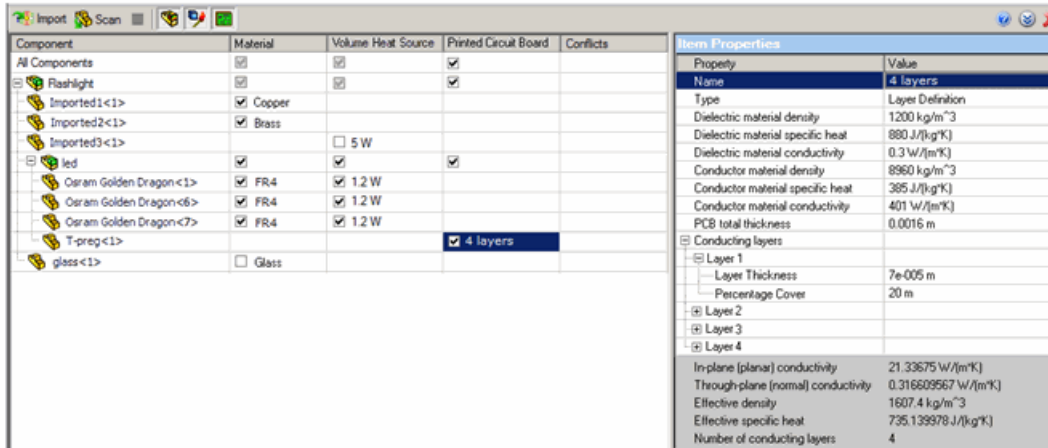 Import Scan
Component Material Volume Heat Source Printed Circuit Board Conflicts
All Components
Flashlight
Imported1<1> Copper
Imported2<1> Brass
Imported3<1> 5 W
led
Osram Golden Dragon<1> FR4 1.2 W
Osram Golden Dragon<6> FR4 1.2 W
Osram Golden Dragon<7> FR4 1.2 W
T-preg<1> 4 layers
glass<1> Glass
Item Properties
Property Value
Name 4 layers
Type Layer Definition
Dielectric material density 1200 kg/m^3
Dielectric material specific heat 880 J/(kg*K)
Dielectric material conductivity 0.3 W/(m*K)
Conductor material density 8960 kg/m^3
Conductor material specific heat 385 J/(kg*K)
Conductor material conductivity 401 W/(m*K)
PCB total thickness 0.0016 m
Conducting layers
Layer 1
Layer Thickness 7e-005 m
Percentage Cover 20 m
Layer 2
Layer 3
Layer 4
In-plane (planar) conductivity 21.33675 W/(m*K)
Through-plane (normal) conductivity 0.316609567 W/(m*K)
Effective density 1607.4 kg/m^3
Effective specific heat 735.139978 J/(kg*K)
Number of conducting layers 4